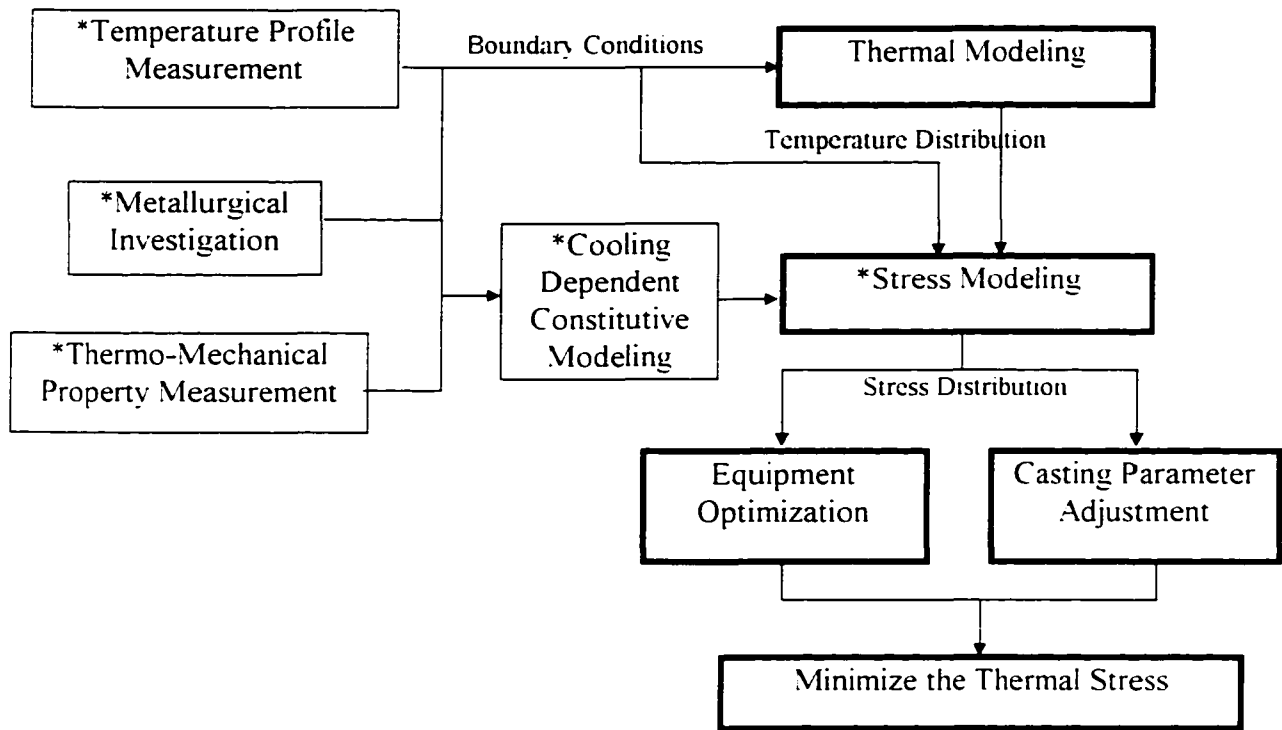 *Temperature Profile
Measurement
Boundary Conditions
Thermal Modeling
Temperature Distribution
*Metallurgical
Investigation
*Cooling
Dependent
Constitutive
Modeling
*Stress Modeling
*Thermo-Mechanical
Property Measurement
Stress Distribution
Equipment
Optimization
Casting Parameter
Adjustment
Minimize the Thermal Stress